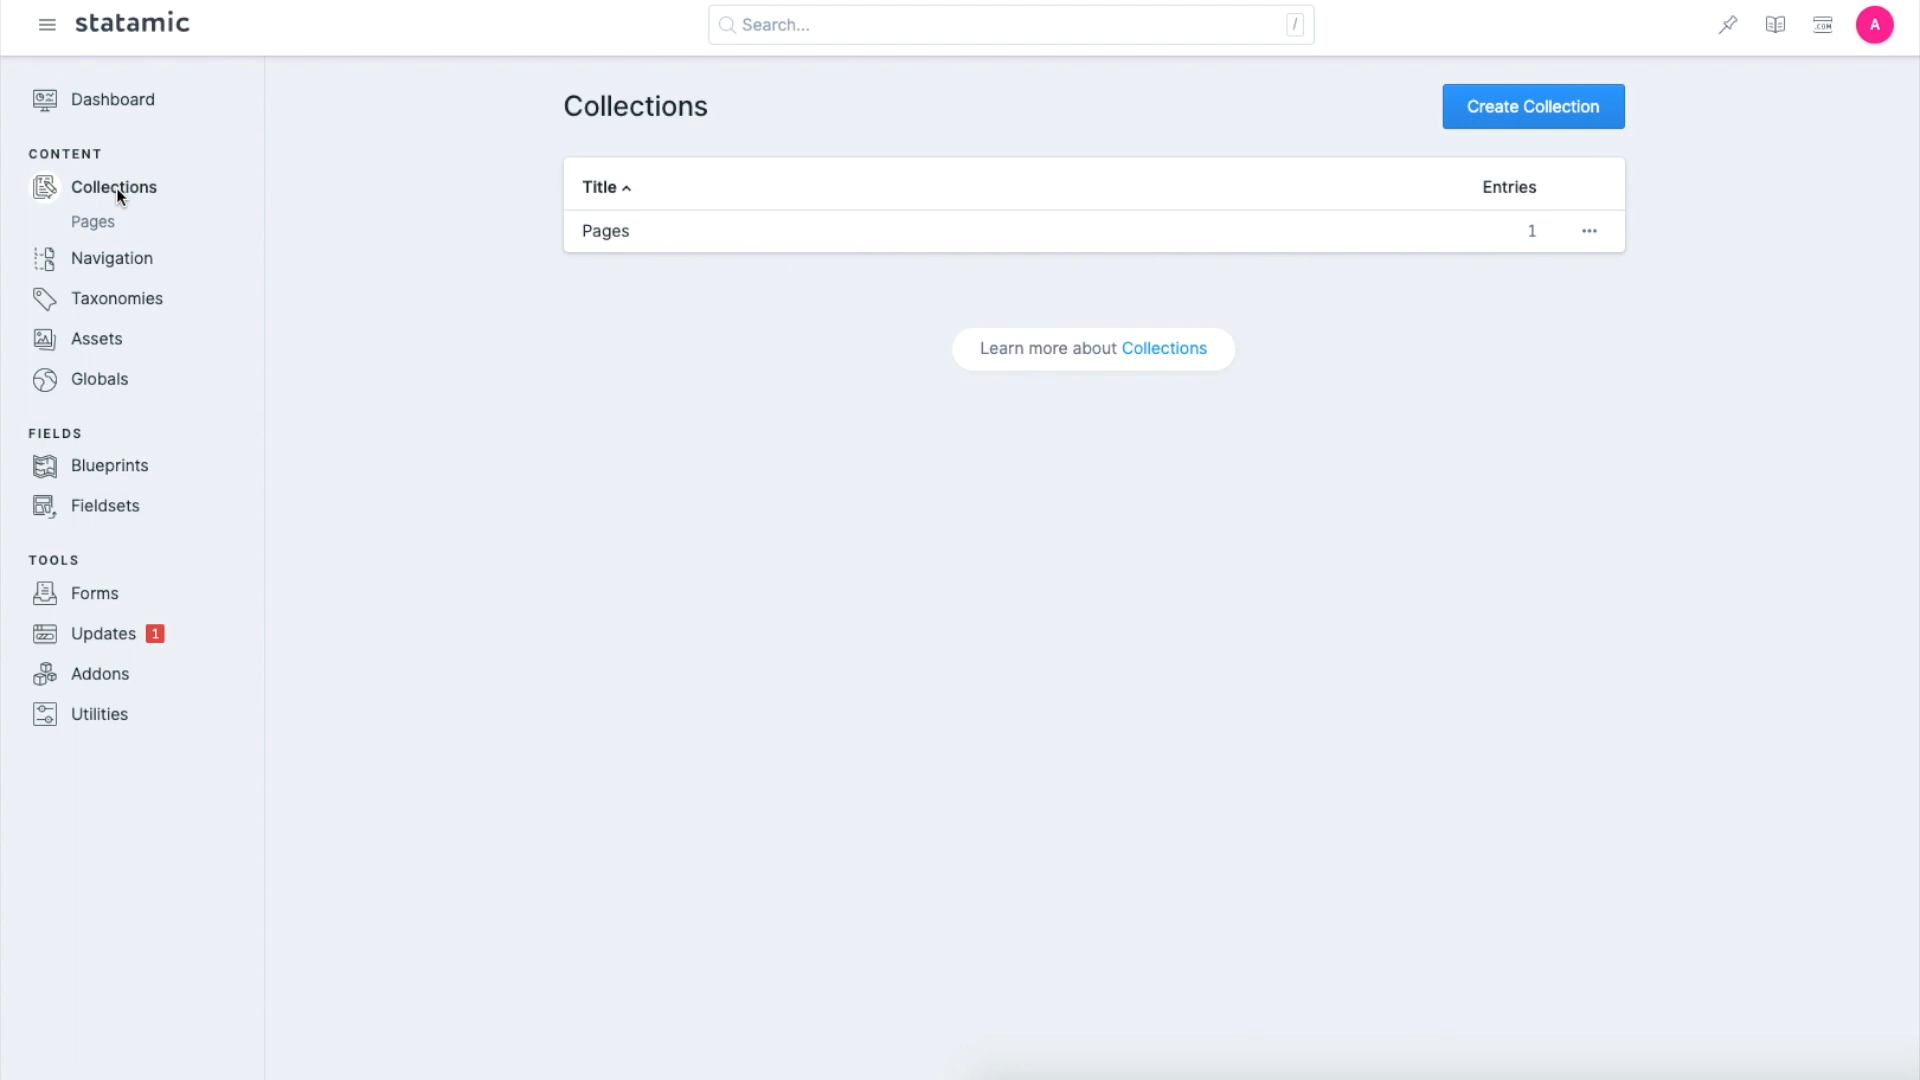 statamic
Search...
/
.COM
A
Dashboard
CONTENT
Collections
Pages
Navigation
Taxonomies
Assets
Globals
FIELDS
Blueprints
Fieldsets
TOOLS
Forms
Updates 1
Addons
Utilities
Collections
Create Collection
Title Entries
Pages 1
Learn more about Collections